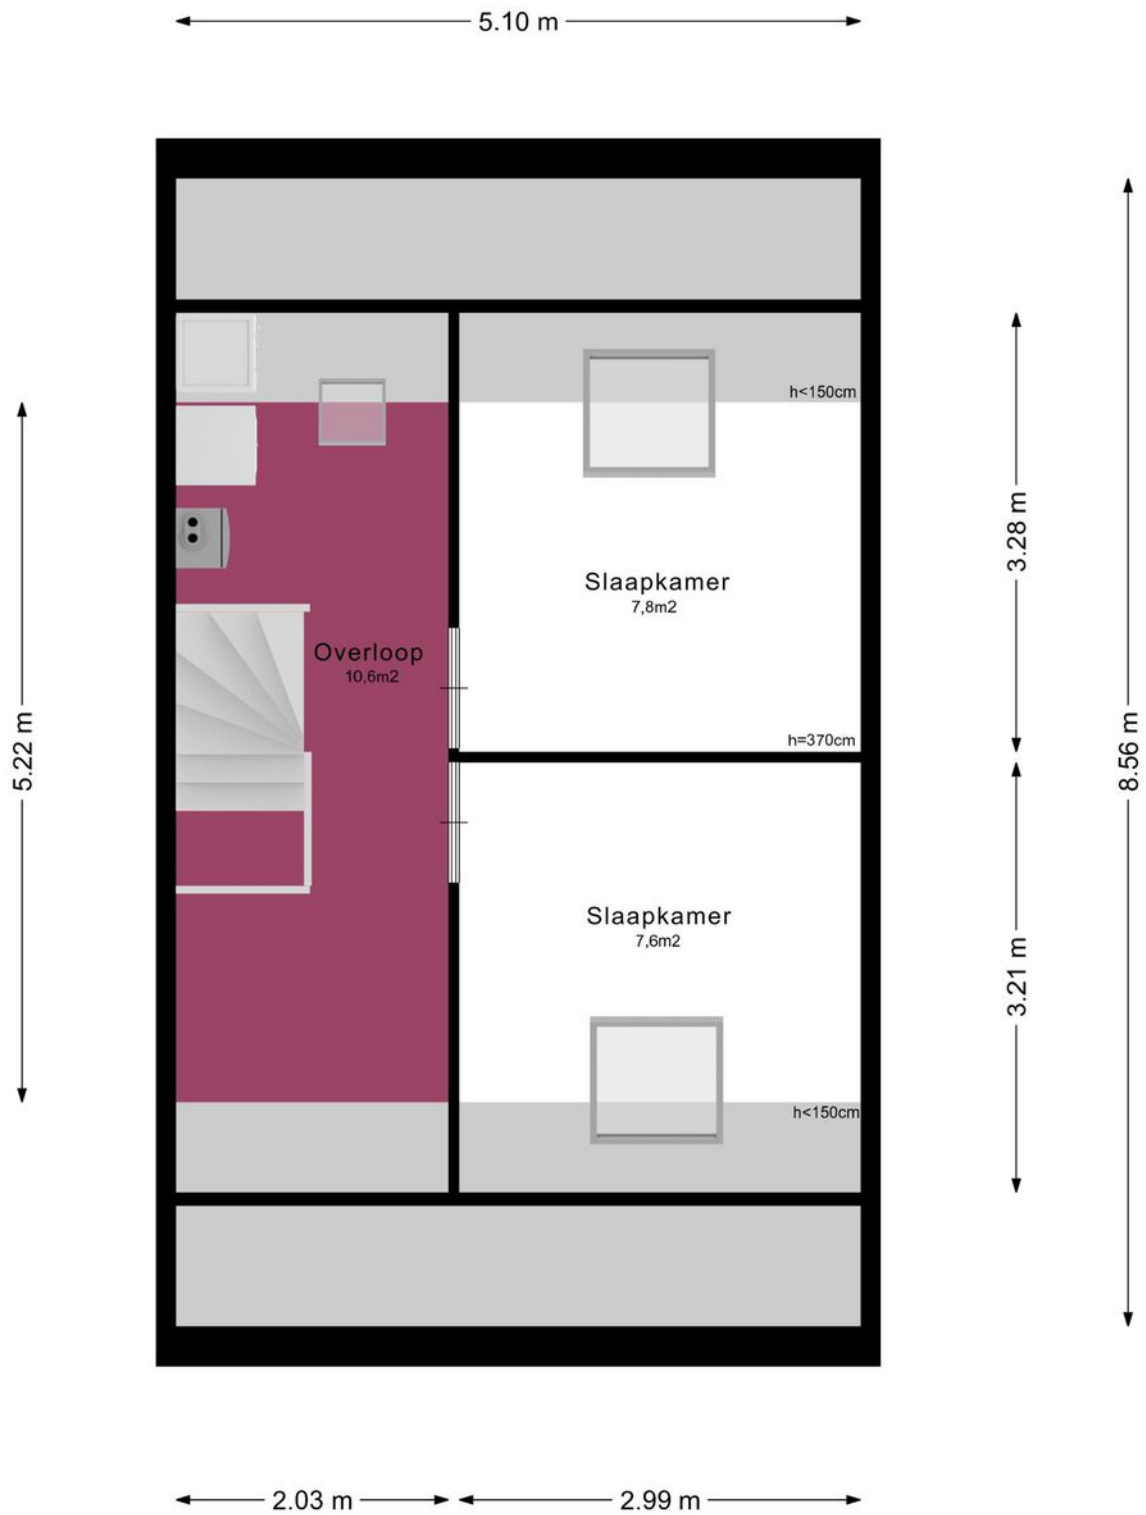 5.10 m
h<150cm
3.28 m
Slaapkamer
7,8m2
Overloop
10,6m2
h=370cm
5.22 m
8.56 m
Slaapkamer
7,6m2
3.21 m
h<150cm
2.03 m
2.99 m